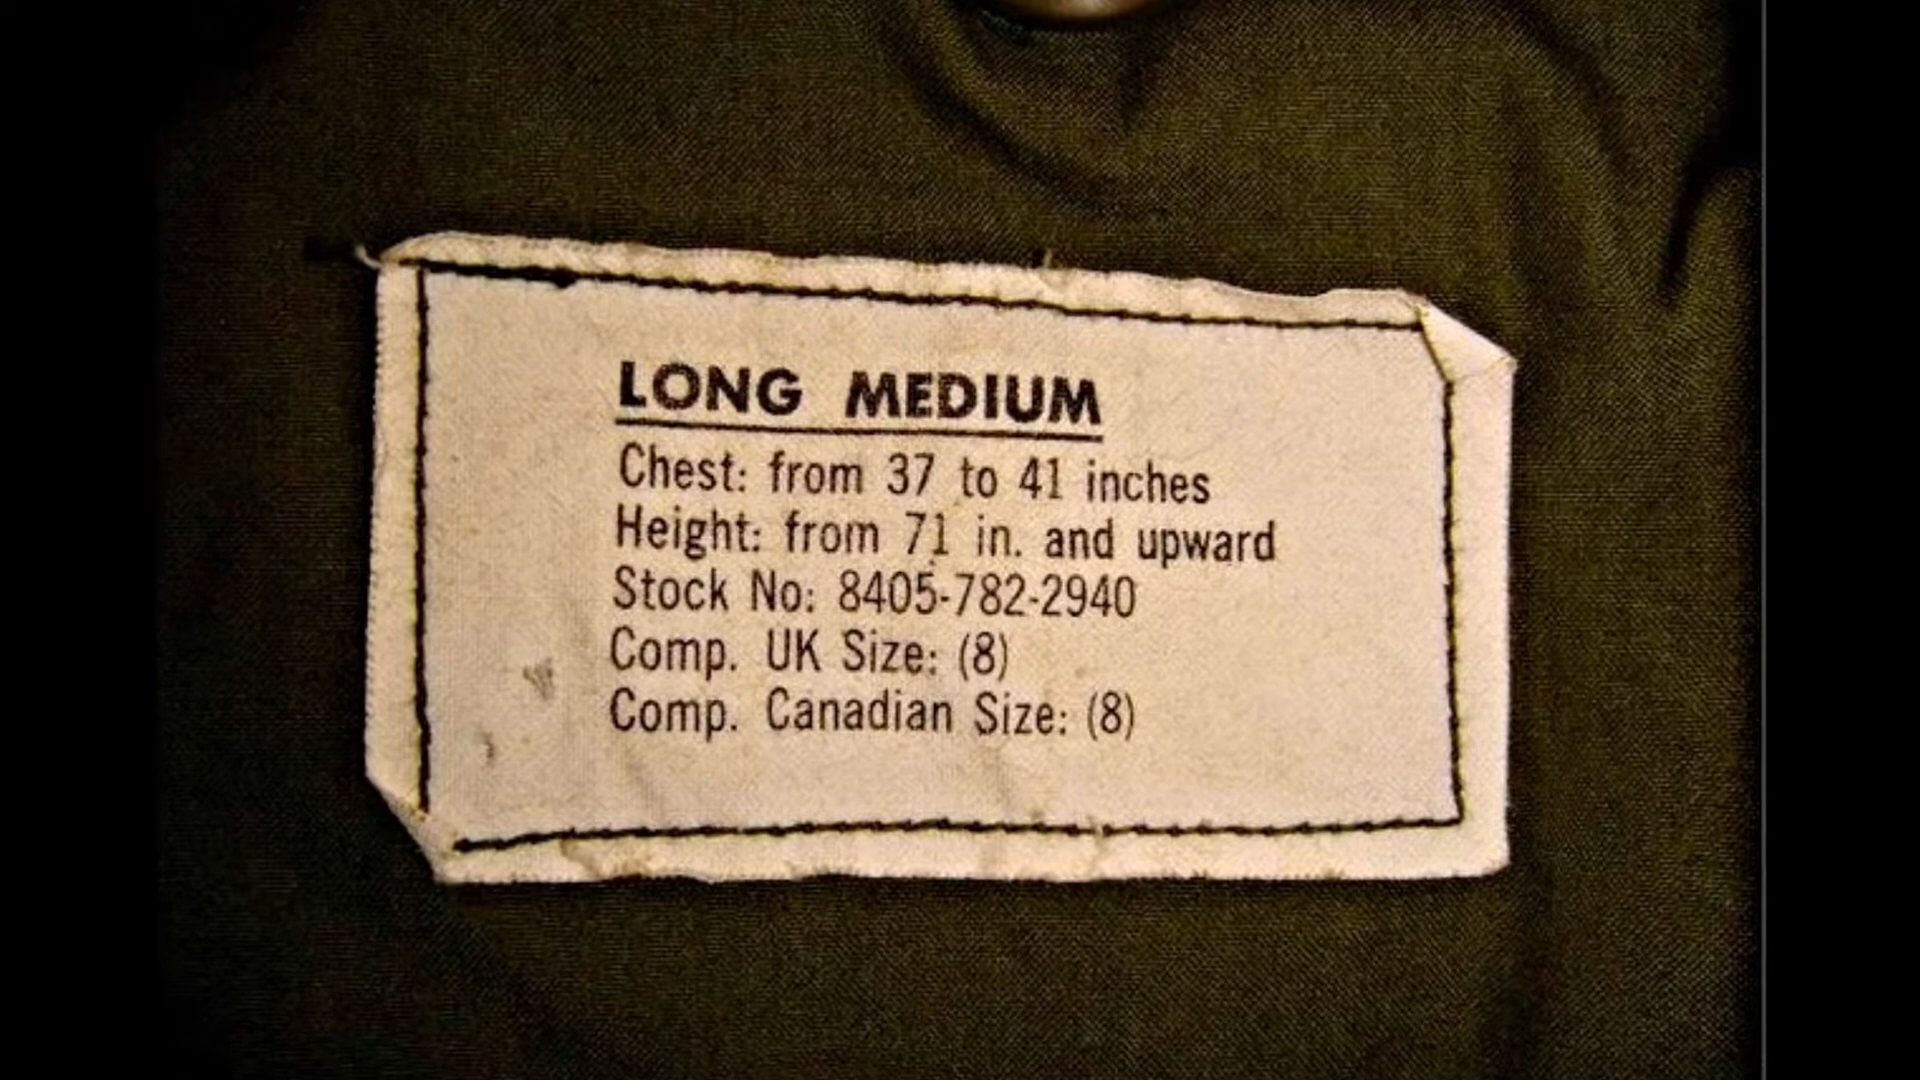 LONG MEDIUM
Chest: from 37 to 41 inches
Height: from 71 in. and upward
Stock No: 8405-782-2940
Comp. UK Size: (8)
Comp. Canadian Size: (8)